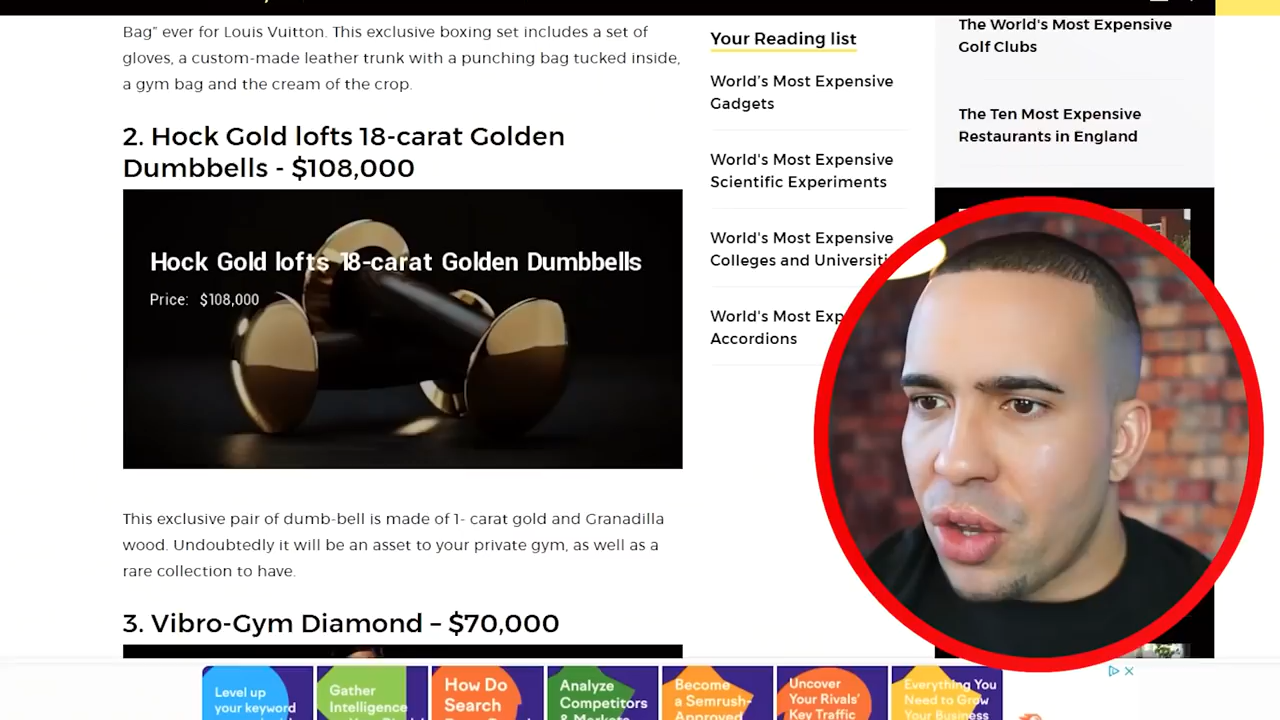 Bag" ever for Louis Vuitton. This exclusive boxing set includes a set of
gloves, a custom-made leather trunk with a punching bag tucked inside,
a gym bag and the cream of the crop.
2. Hock Gold lofts 18-carat Golden
Dumbbells - $108,000
Hock Gold lofts 18-carat Golden Dumbbells
Price: $108,000
This exclusive pair of dumb-bell is made of 1- carat gold and Granadilla
wood. Undoubtedly it will be an asset to your private gym, as well as a
rare collection to have.
3. Vibro-Gym Diamond – $70,000
Your Reading list
World's Most Expensive
Gadgets
World's Most Expensive
Scientific Experiments
World's Most Expensive
Colleges and Universiti
World's Most Exp
Accordions
The World's Most Expensive
Golf Clubs
The Ten Most Expensive
Restaurants in England
Level up
your keyword
Gather
Intelligence
How Do
Search
Analyze
Competitors
& Markets
Become
a Semrush-
Approved
Uncover
Your Rivals'
Key Traffic
Everything You
Need to Grow
Your Business